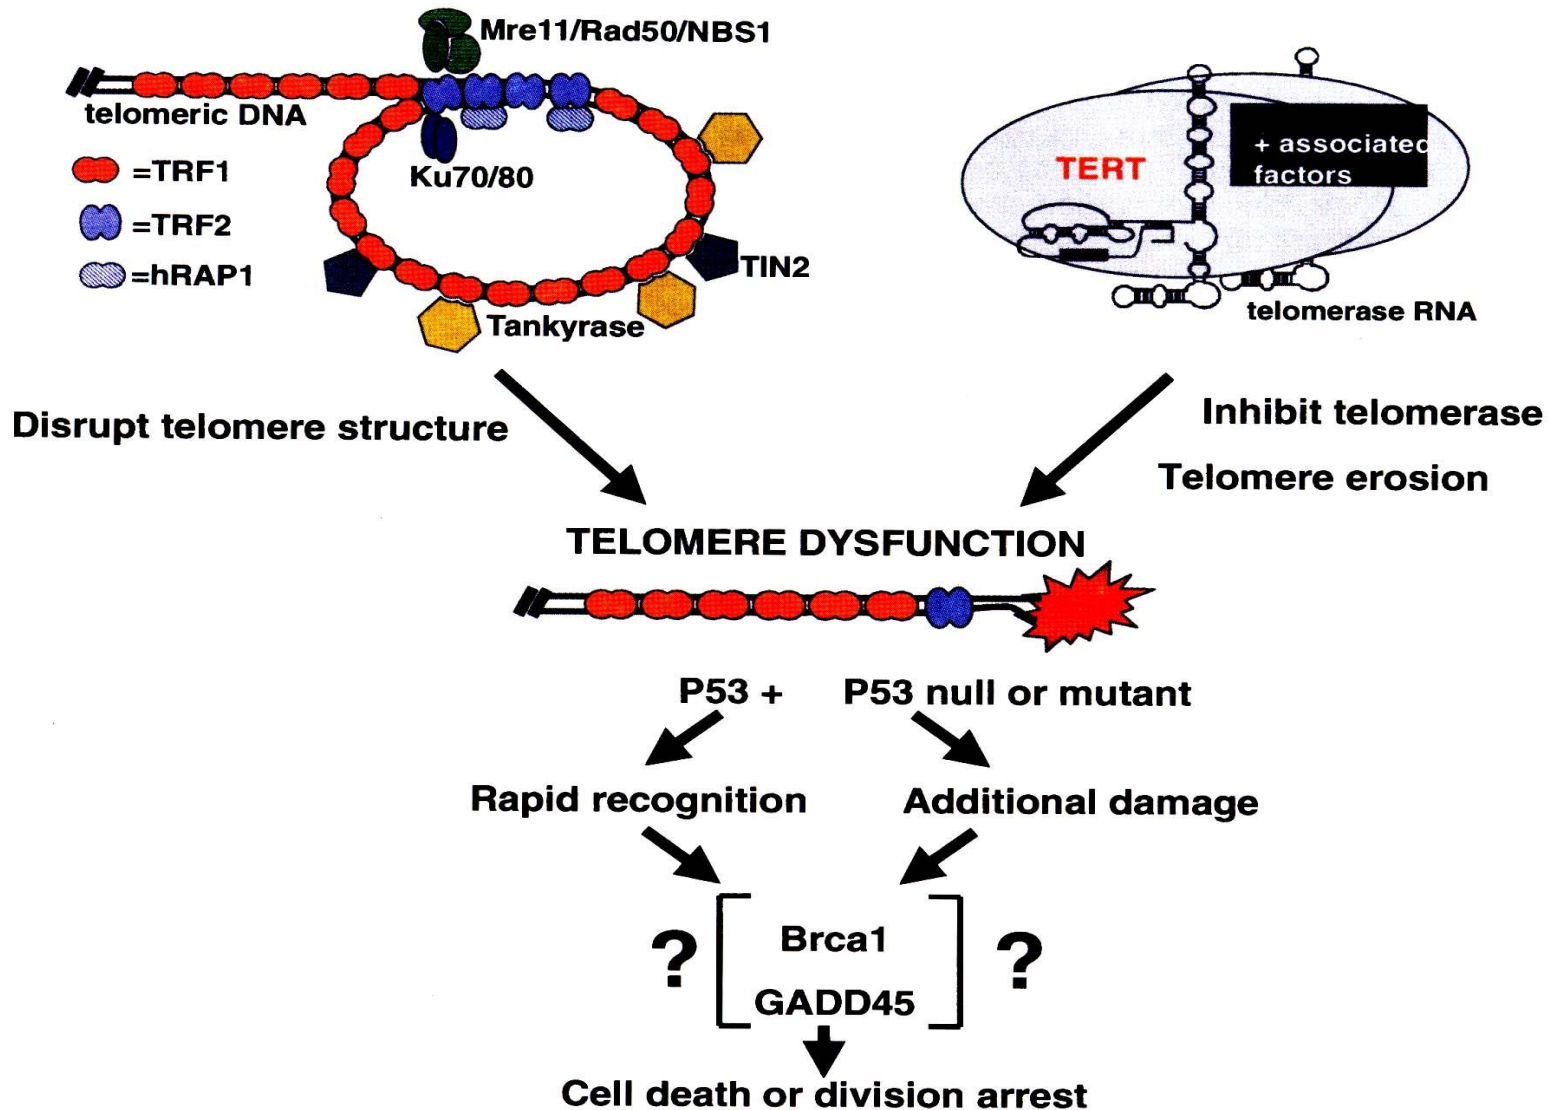 Mre11/Rad50/NBS1
telomeric DNA
=TRF1
=TRF2
=hRAP1
Ku70/80
TIN2
Tankyrase
TERT
+ associated
factors
telomerase RNA
Disrupt telomere structure
Inhibit telomerase
Telomere erosion
TELOMERE DYSFUNCTION
P53 + P53 null or mutant
Rapid recognition
Additional damage
? Brca1 ?
GADD45
Cell death or division arrest